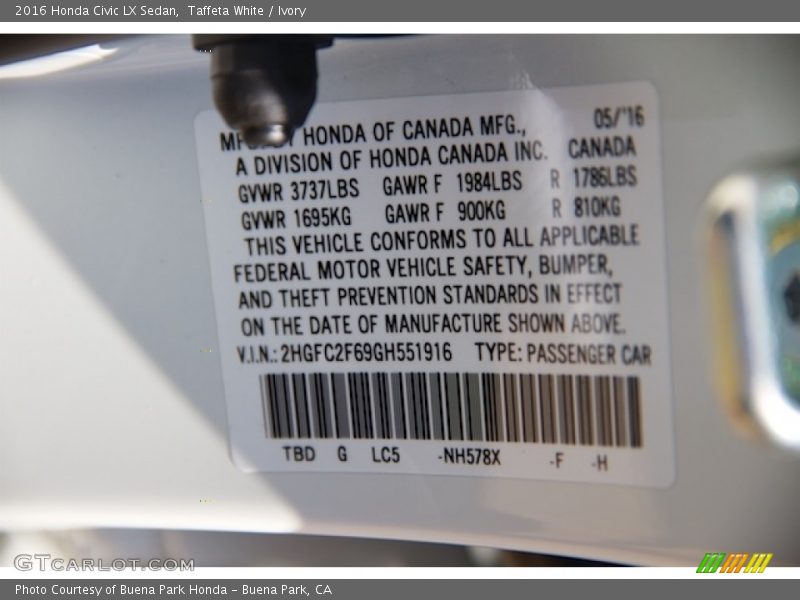 2016 Honda Civic LX Sedan, Taffeta White / Ivory
HONDA OF CANADA MFG., 05/'16
A DIVISION OF HONDA CANADA INC. CANADA
GVWR 3737LBS GAWR F 1984LBS R 1786LBS
GVWR 1695KG GAWR F 900KG R 810KG
THIS VEHICLE CONFORMS TO ALL APPLICABLE
FEDERAL MOTOR VEHICLE SAFETY, BUMPER,
AND THEFT PREVENTION STANDARDS IN EFFECT
ON THE DATE OF MANUFACTURE SHOWN ABOVE.
V.I.N.: 2HGFC2F69GH551916 TYPE: PASSENGER CAR
TBD G LC5 -NH578X -F -H
GTCARLOT.COM
Photo Courtesy of Buena Park Honda – Buena Park, CA